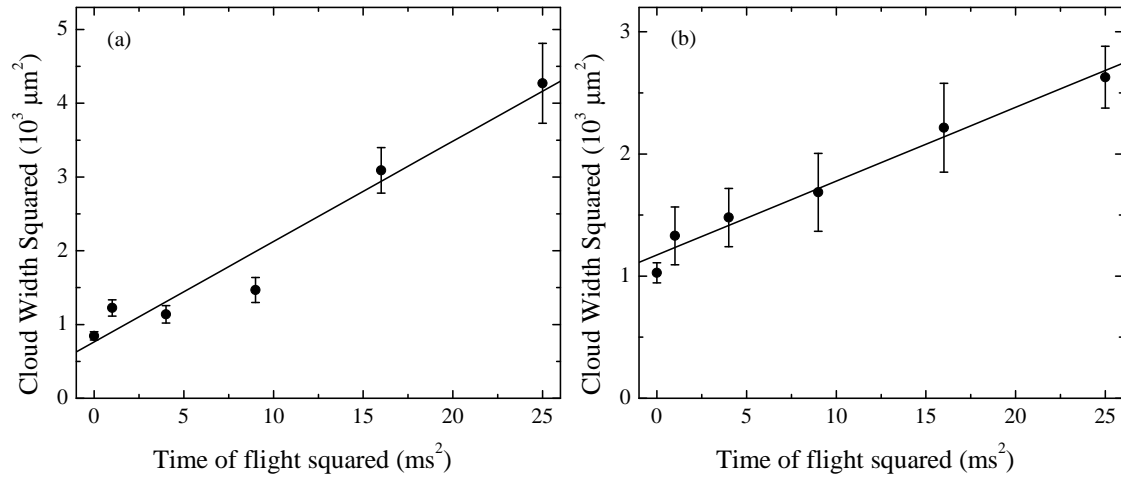 (a)
5
4
3
2
1
0
Cloud Width Squared (10³ μm²)
0 5 10 15 20 25
Time of flight squared (ms²)
(b)
3
2
1
0
Cloud Width Squared (10³ μm²)
0 5 10 15 20 25
Time of flight squared (ms²)